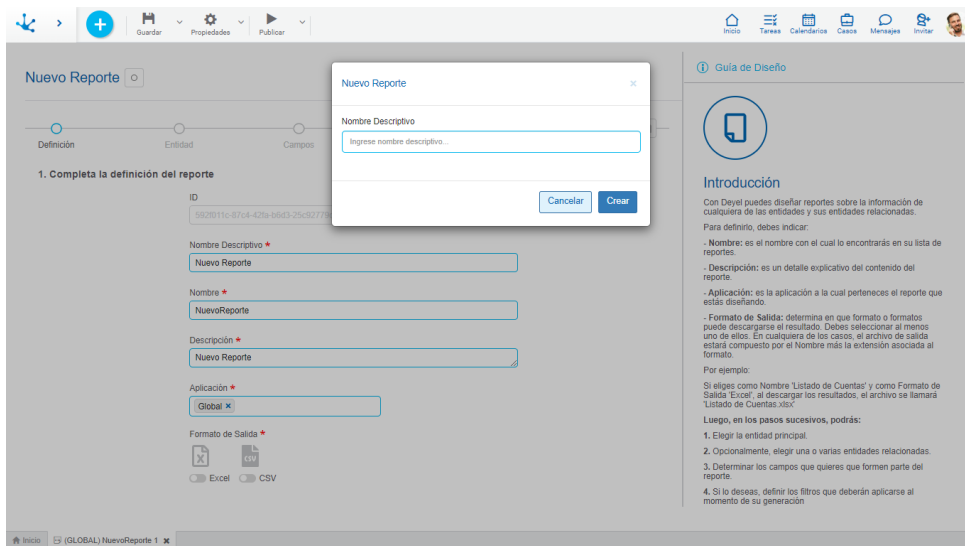 Guardar
Propiedades
Publicar
Inicio
Tareas
Calendarios
Casos
Mensajes
Invitar
Nuevo Reporte
Definición
Entidad
Campos
1. Completa la definición del reporte
ID
Nombre Descriptivo *
Nuevo Reporte
Nombre *
NuevoReporte
Descripción *
Nuevo Reporte
Aplicación *
Global ×
Formato de Salida *
X
CSV
Excel
CSV
Nuevo Reporte
×
Nombre Descriptivo
Ingrese nombre descriptivo...
Cancelar
Crear
Guía de Diseño
Introducción
Con Deyel puedes diseñar reportes sobre la información de
cualquiera de las entidades y sus entidades relacionadas.
Para definirlo, debes indicar:
- Nombre: es el nombre con el cual lo encontrarás en su lista de
reportes.
- Descripción: es un detalle explicativo del contenido del
reporte.
- Aplicación: es la aplicación a la cual perteneces el reporte que
estás diseñando.
- Formato de Salida: determina en que formato o formatos
puede descargarse el resultado. Debes seleccionar al menos
uno de ellos. En cualquiera de los casos, el archivo de salida
estará compuesto por el Nombre más la extensión asociada al
formato.
Por ejemplo:
Si eliges como Nombre 'Listado de Cuentas' y como Formato de
Salida 'Excel', al descargar los resultados, el archivo se llamará
'Listado de Cuentas.xlsx'
Luego, en los pasos sucesivos, podrás:
1. Elegir la entidad principal.
2. Opcionalmente, elegir una o varias entidades relacionadas.
3. Determinar los campos que quieres que formen parte del
reporte.
4. Si lo deseas, definir los filtros que deberán aplicarse al
momento de su generación
Inicio
(GLOBAL) NuevoReporte 1 ×